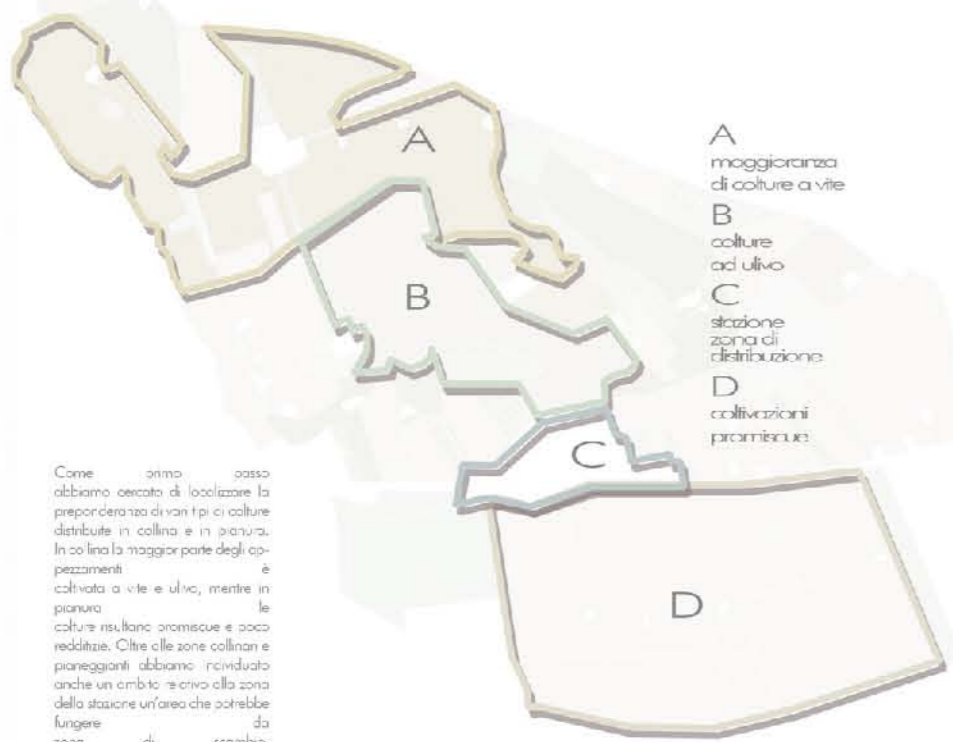 A
B
C
D
A
maggioranza
di colture a vite
B
colture
ad ulivo
C
stazione
zona di
distribuzione
D
coltivazioni
promiscue
Come primo passo
abbiamo cercato di localizzare la
preponderanza di vari tipi di colture
distribuite in collina e in pianura.
In collina la maggior parte degli ap-
pezzamenti è
coltivata a vite e ulivo, mentre in
pianura le
colture risultano promiscue e poco
redditizie. Oltre alle zone collinari e
pianeggianti abbiamo individuato
anche un ambito relativo alla zona
della stazione un'area che potrebbe
fungere da
zona di scambio